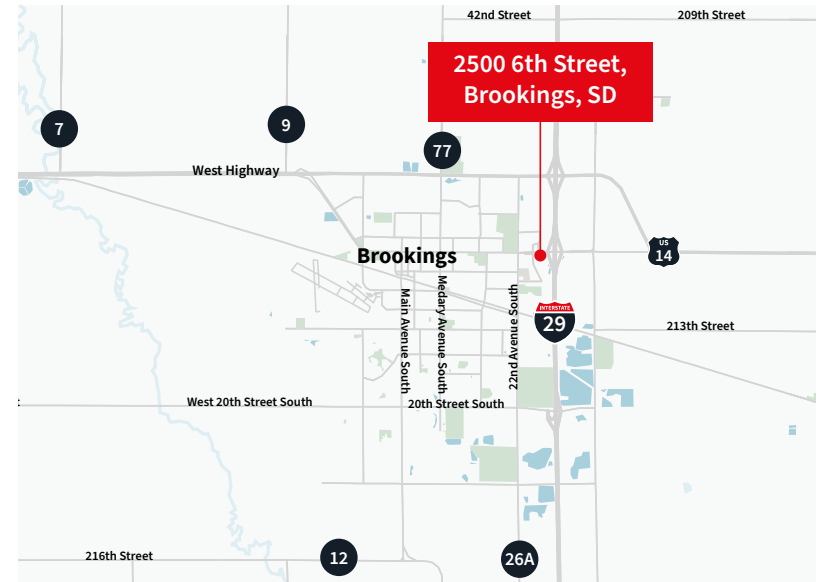 42nd Street
209th Street
2500 6th Street,
Brookings, SD
7
9
77
West Highway
Brookings
US
14
Main Avenue South
Medary Avenue South
22nd Avenue South
INTERSTATE
29
213th Street
West 20th Street South
20th Street South
216th Street
12
26A